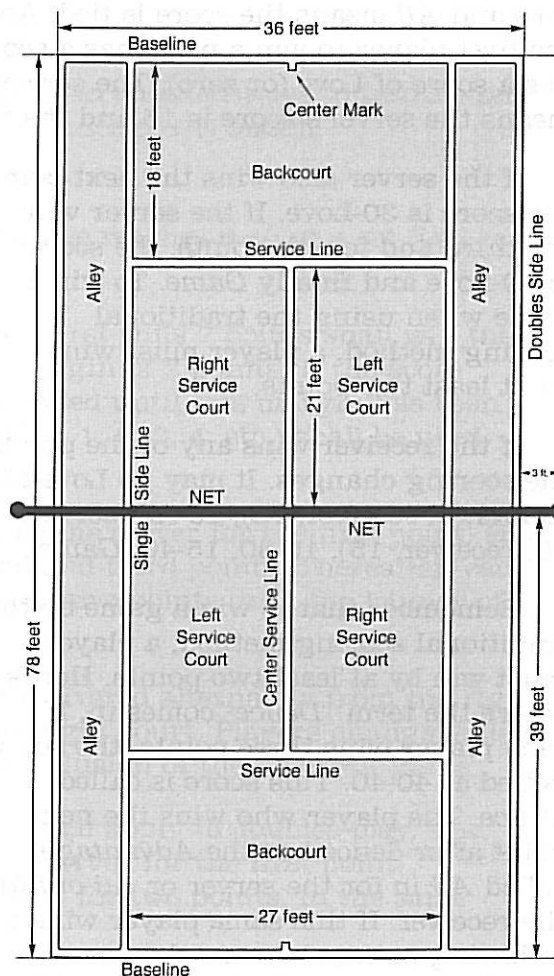 36 feet
Baseline
Center Mark
18 feet
Backcourt
Service Line
Alley
Alley
Doubles Side Line
Right
Service
Court
21 feet
Left
Service
Court
3 ft.
NET
NET
Single Side Line
78 feet
Left
Service
Court
Center Service Line
Right
Service
Court
39 feet
Alley
Alley
Service Line
Backcourt
27 feet
Baseline